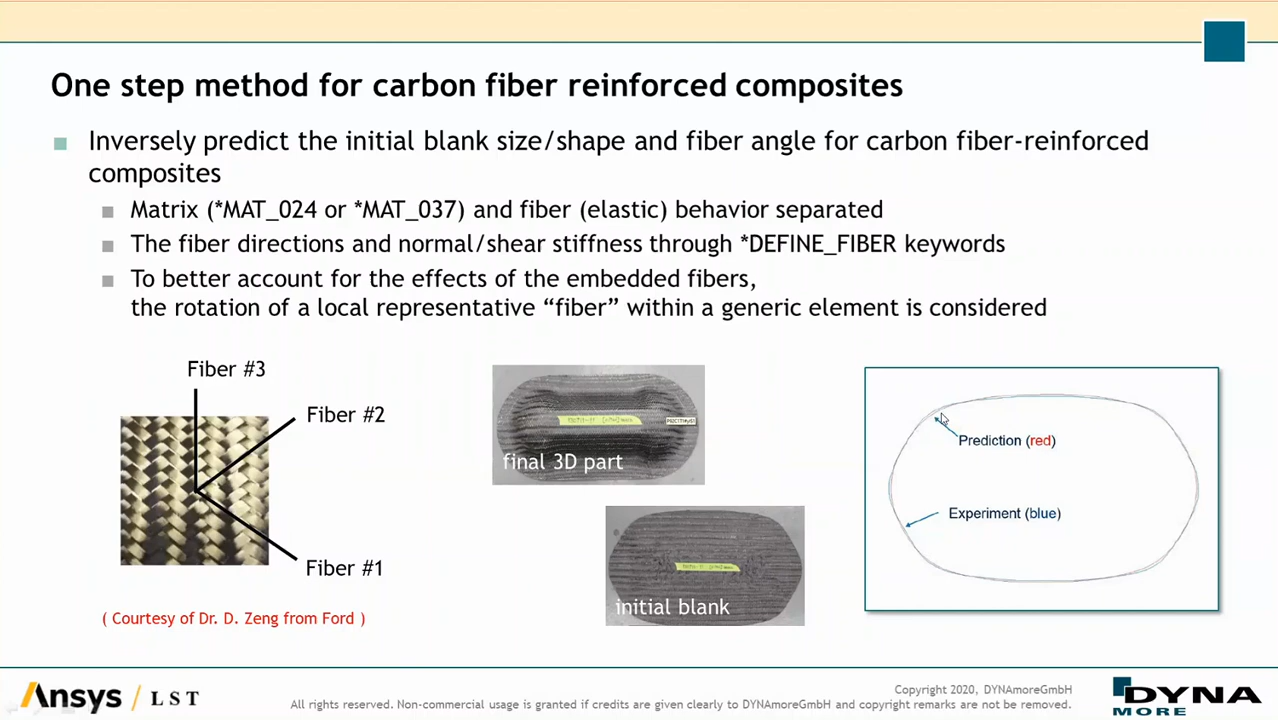 One step method for carbon fiber reinforced composites
Inversely predict the initial blank size/shape and fiber angle for carbon fiber-reinforced
composites
Matrix (*MAT_024 or *MAT_037) and fiber (elastic) behavior separated
The fiber directions and normal/shear stiffness through *DEFINE_FIBER keywords
To better account for the effects of the embedded fibers,
the rotation of a local representative “fiber” within a generic element is considered
Fiber #3
Fiber #2
Fiber #1
( Courtesy of Dr. D. Zeng from Ford )
final 3D part
initial blank
Prediction (red)
Experiment (blue)
Ansys / LST
Copyright 2020, DYNAmoreGmbH
All rights reserved. Non-commercial usage is granted if credits are given clearly to DYNAmoreGmbH and copyright remarks are not be removed.
DYNA
MORE